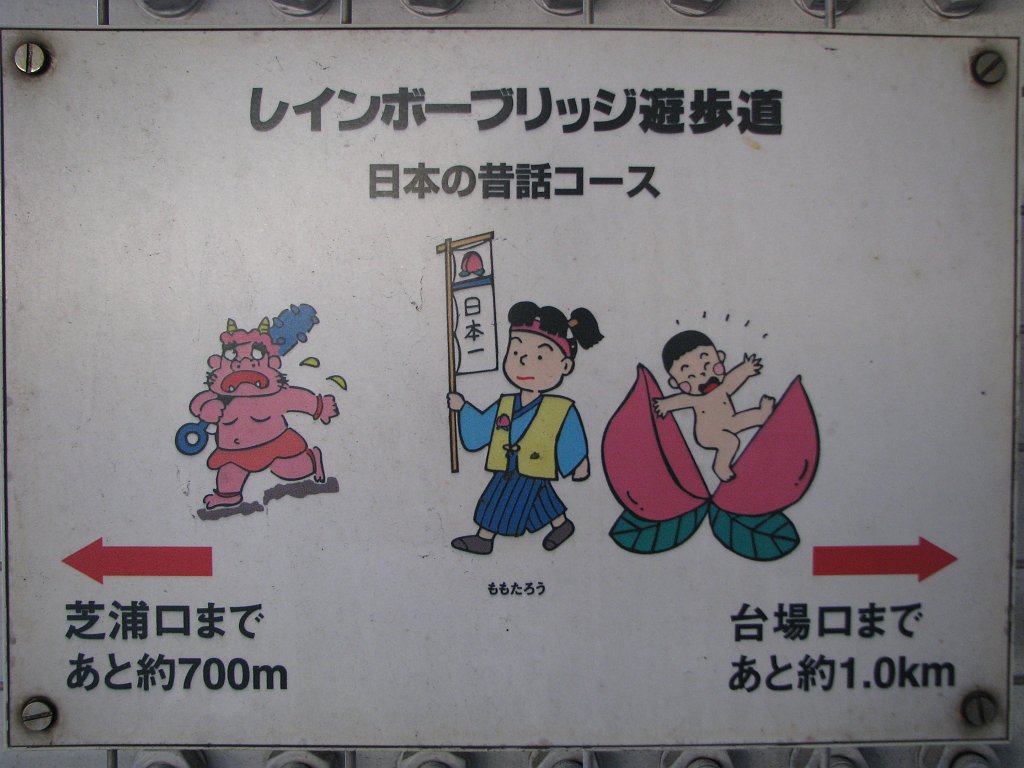 レインボーブリッジ遊歩道
日本の昔話コース
日本一
ももたろう
芝浦口まで
あと約700m
台場口まで
あと約1.0km